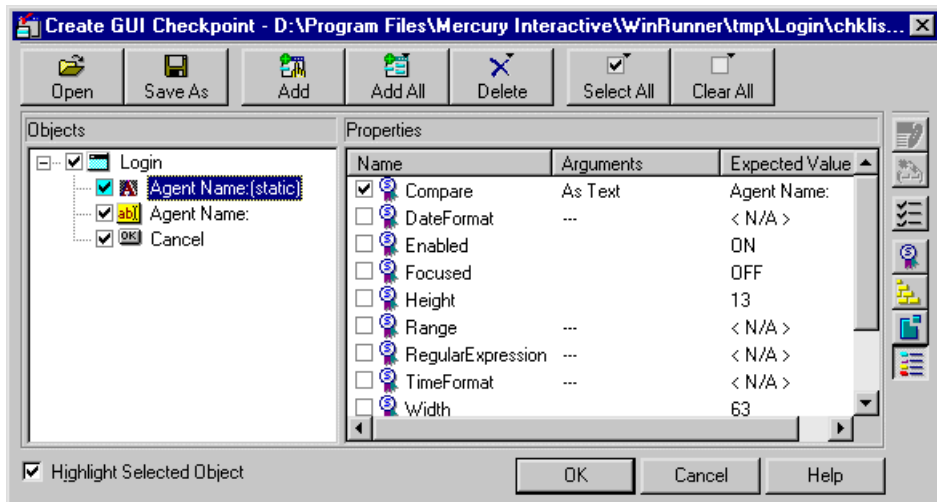 Create GUI Checkpoint - D:\Program Files\Mercury Interactive\WinRunner\tmp\Login\chklis...
Open Save As Add Add All Delete Select All Clear All
Objects
Login
Agent Name:(static)
Agent Name:
Cancel
Properties
Name Arguments Expected Value
Compare As Text Agent Name:
DateFormat --- < N/A >
Enabled ON
Focused OFF
Height 13
Range --- < N/A >
RegularExpression --- < N/A >
TimeFormat --- < N/A >
Width 63
Highlight Selected Object
OK Cancel Help